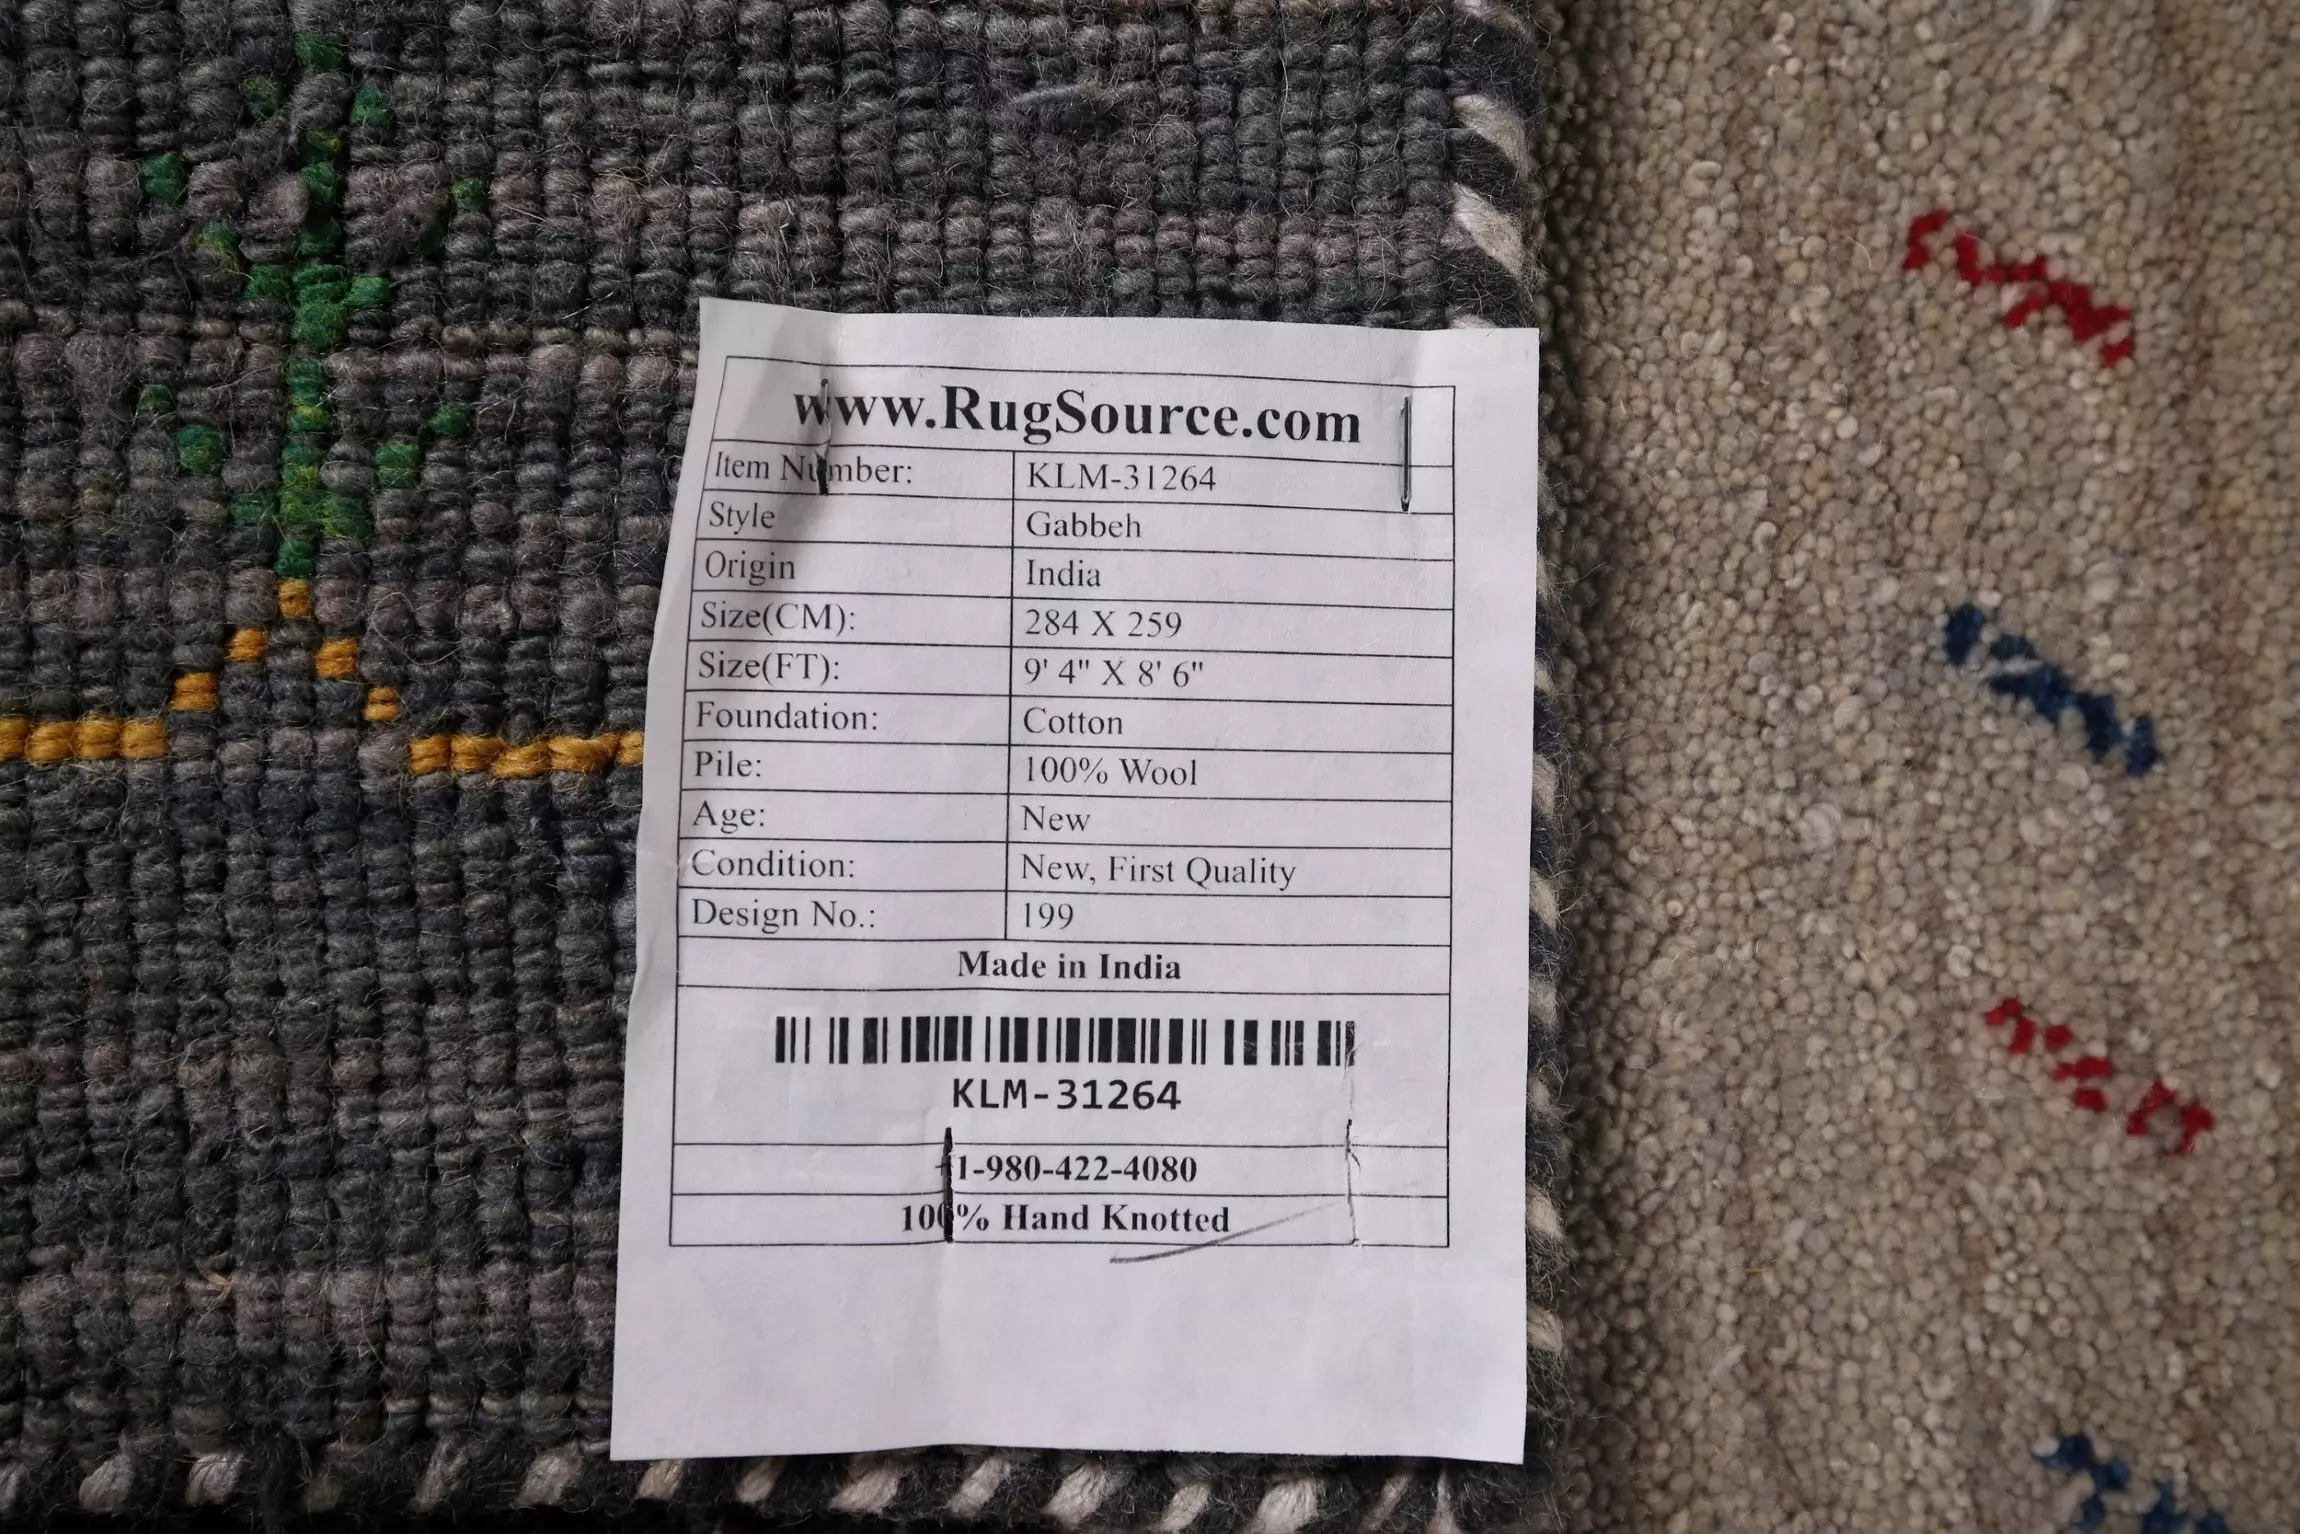 www.RugSource.com
Item Number: KLM-31264
Style Gabbeh
Origin India
Size(CM): 284 X 259
Size(FT): 9' 4" X 8' 6"
Foundation: Cotton
Pile: 100% Wool
Age: New
Condition: New, First Quality
Design No.: 199
Made in India
KLM-31264
+1-980-422-4080
100% Hand Knotted